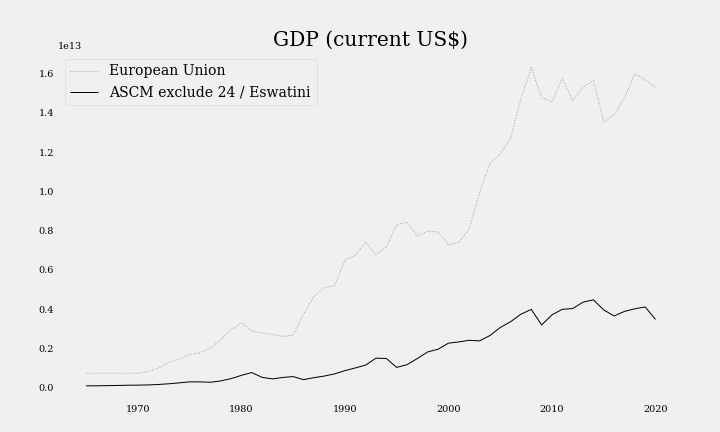 GDP (current US$)
1e13
European Union
ASCM exclude 24 / Eswatini
1.6
1.4
1.2
1.0
0.8
0.6
0.4
0.2
0.0
1970 1980 1990 2000 2010 2020